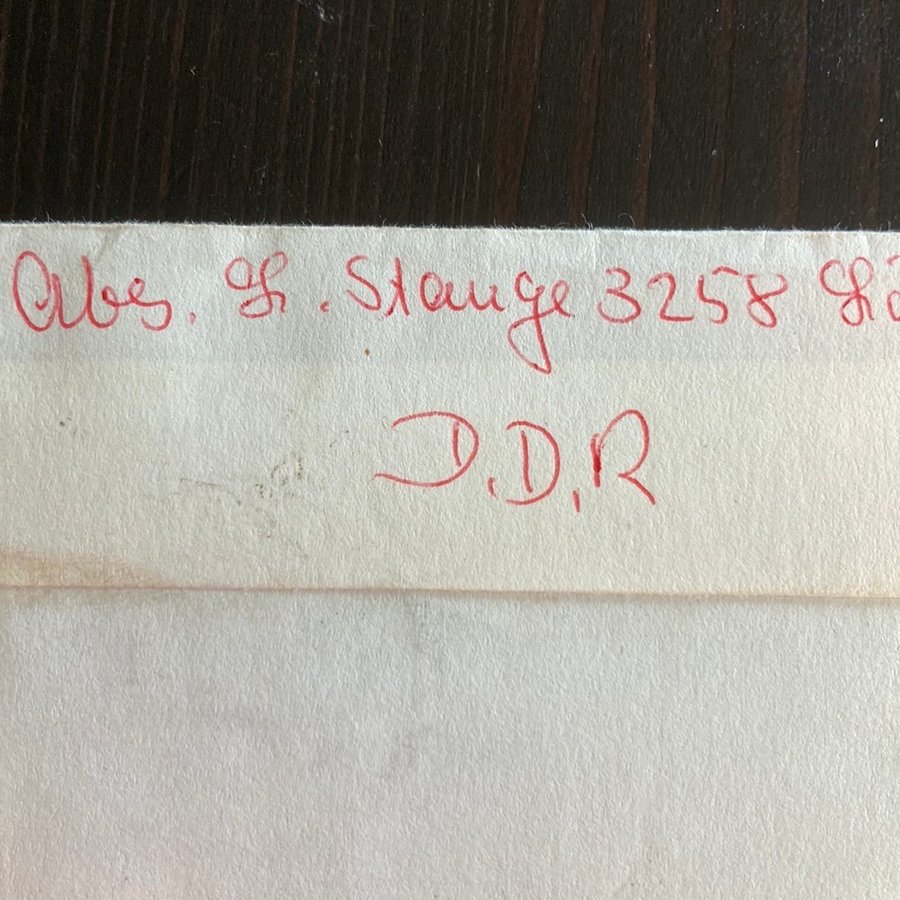 Abs. L. Stange 3258
D.D.R